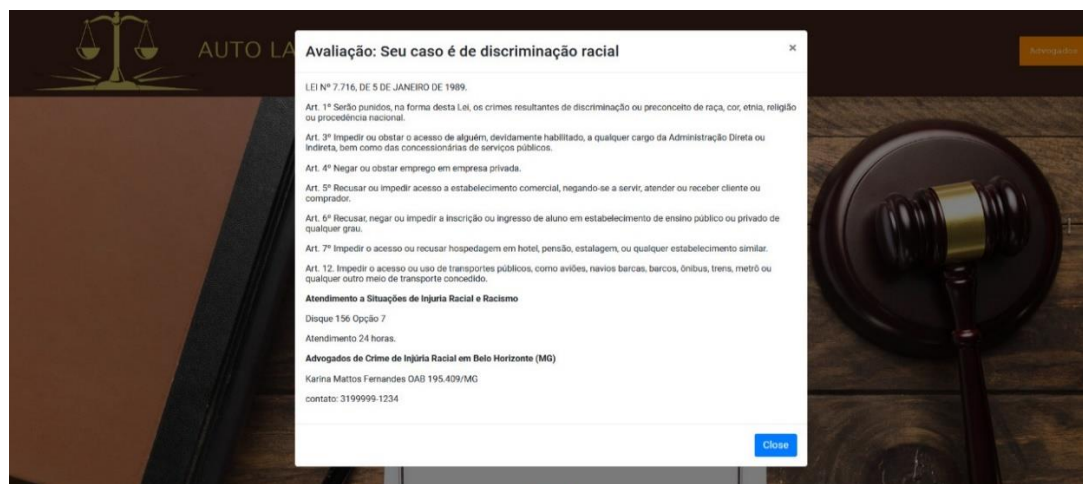 AUTO LA
Avaliação: Seu caso é de discriminação racial
×
Advogados
LEI Nº 7.716, DE 5 DE JANEIRO DE 1989.
Art. 1º Serão punidos, na forma desta Lei, os crimes resultantes de discriminação ou preconceito de raça, cor, etnia, religião
ou procedência nacional.
Art. 3º Impedir ou obstar o acesso de alguém, devidamente habilitado, a qualquer cargo da Administração Direta ou
Indireta, bem como das concessionárias de serviços públicos.
Art. 4º Negar ou obstar emprego em empresa privada.
Art. 5º Recusar ou impedir acesso a estabelecimento comercial, negando-se a servir, atender ou receber cliente ou
comprador.
Art. 6º Recusar, negar ou impedir a inscrição ou ingresso de aluno em estabelecimento de ensino público ou privado de
qualquer grau.
Art. 7º Impedir o acesso ou recusar hospedagem em hotel, pensão, estalagem, ou qualquer estabelecimento similar.
Art. 12. Impedir o acesso ou uso de transportes públicos, como aviões, navios barcas, barcos, ônibus, trens, metrô ou
qualquer outro meio de transporte concedido.
Atendimento a Situações de Injuria Racial e Racismo
Disque 156 Opção 7
Atendimento 24 horas.
Advogados de Crime de Injúria Racial em Belo Horizonte (MG)
Karina Mattos Fernandes OAB 195.409/MG
contato: 3199999-1234
Close